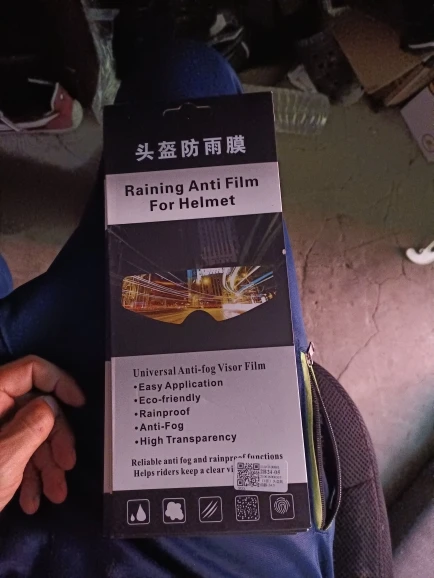 头盔防雨膜
Raining Anti Film
For Helmet
Universal Anti-fog Visor Film
•Easy Application
•Eco-friendly
•Rainproof
•Anti-Fog
•High Transparency
Reliable anti fog and rainproof functions
Helps riders keep a clear